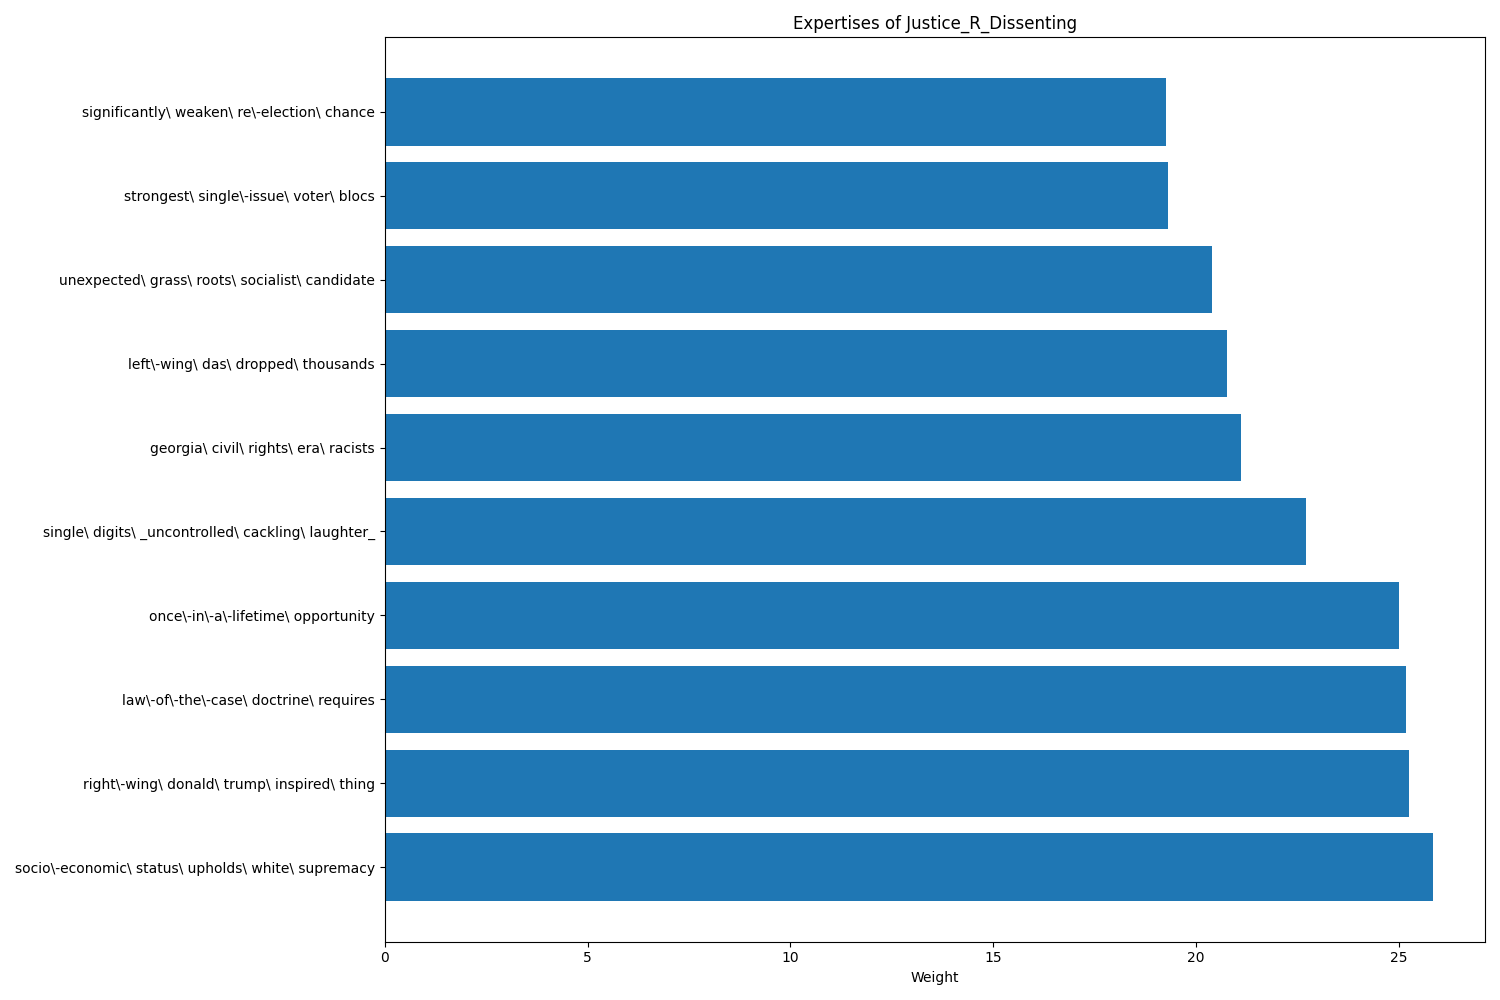 Expertises of Justice_R_Dissenting
significantly\ weaken\ re\-election\ chance
strongest\ single\-issue\ voter\ blocs
unexpected\ grass\ roots\ socialist\ candidate
left\-wing\ das\ dropped\ thousands
georgia\ civil\ rights\ era\ racists
single\ digits\ _uncontrolled\ cackling\ laughter_
once\-in\-a\-lifetime\ opportunity
law\-of\-the\-case\ doctrine\ requires
right\-wing\ donald\ trump\ inspired\ thing
socio\-economic\ status\ upholds\ white\ supremacy
0 5 10 15 20 25
Weight